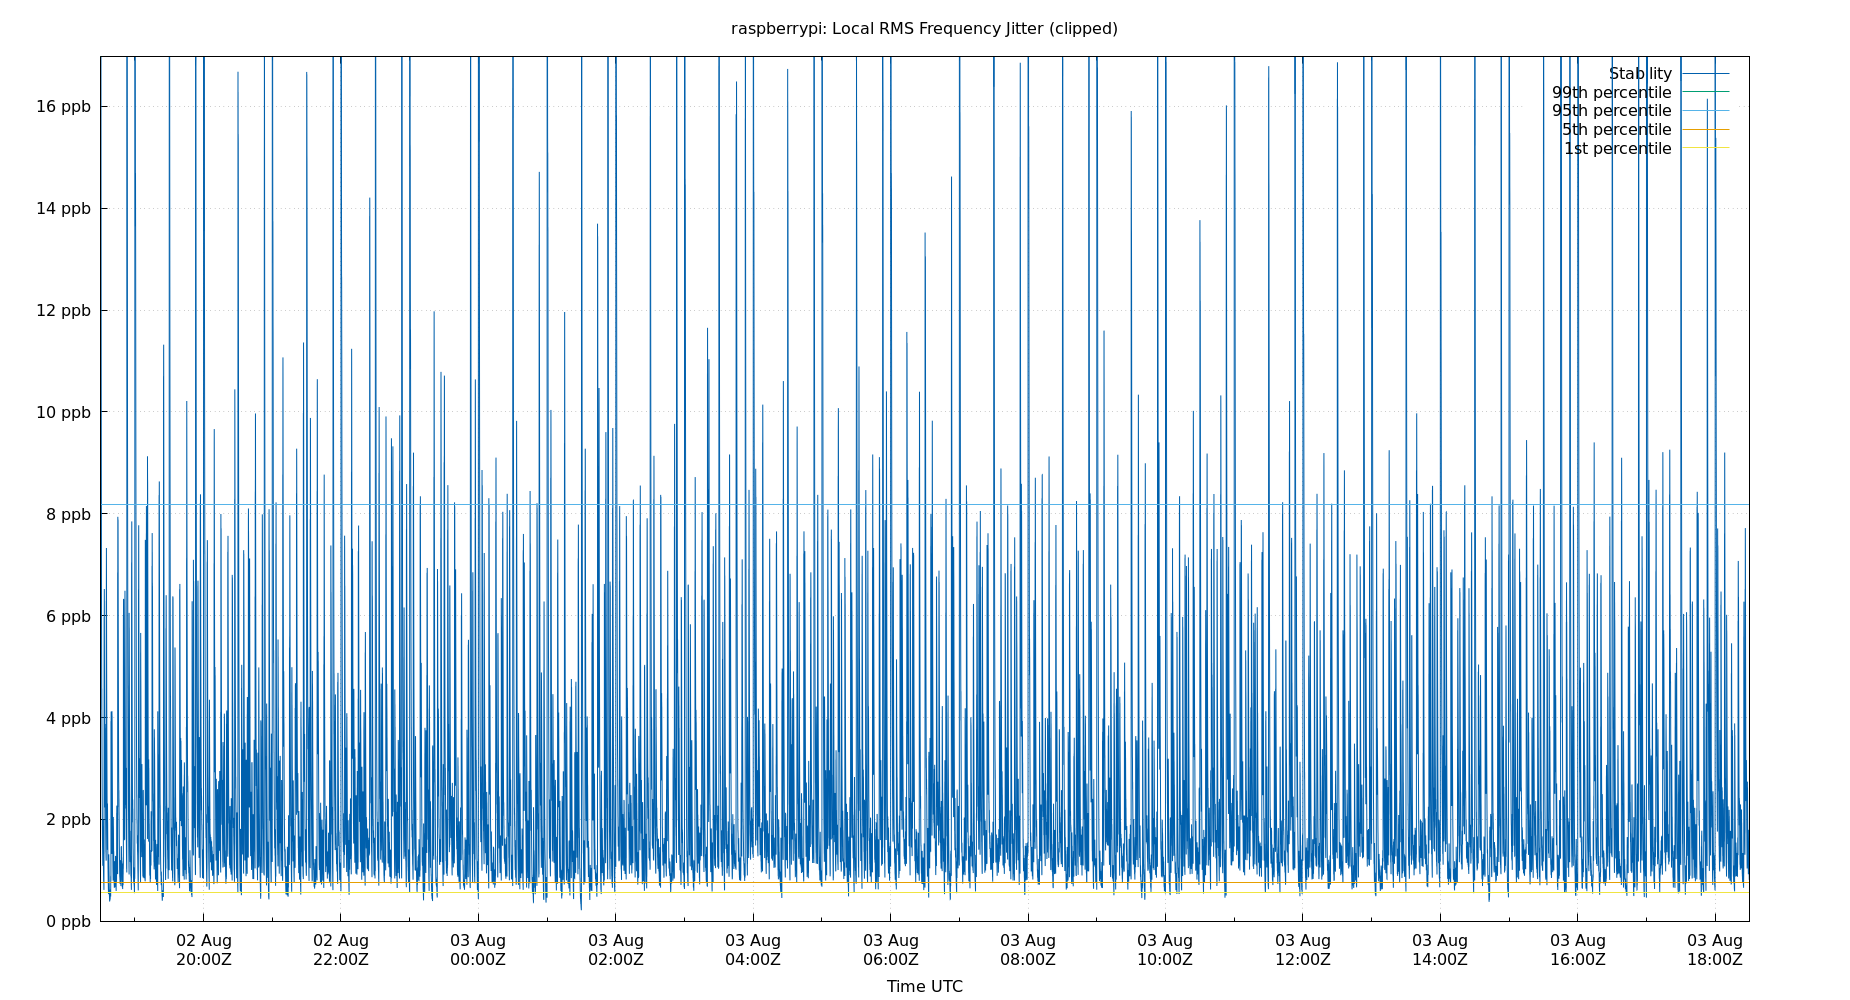 raspberrypi: Local RMS Frequency Jitter (clipped)
Stability
99th percentile
95th percentile
5th percentile
1st percentile
16 ppb
14 ppb
12 ppb
10 ppb
8 ppb
6 ppb
4 ppb
2 ppb
0 ppb
02 Aug 02 Aug 03 Aug 03 Aug 03 Aug 03 Aug 03 Aug 03 Aug 03 Aug 03 Aug 03 Aug 03 Aug
20:00Z 22:00Z 00:00Z 02:00Z 04:00Z 06:00Z 08:00Z 10:00Z 12:00Z 14:00Z 16:00Z 18:00Z
Time UTC